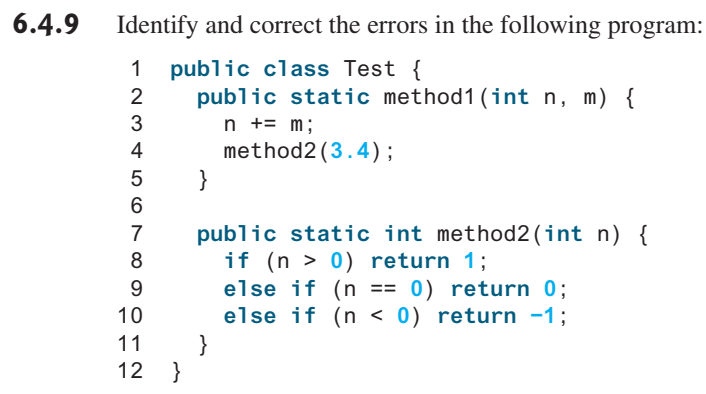 6.4.9 Identify and correct the errors in the following program:
1 public class Test {
2   public static method1(int n, m) {
3     n += m;
4     method2(3.4);
5   }
6
7   public static int method2(int n) {
8     if (n > 0) return 1;
9     else if (n == 0) return 0;
10     else if (n < 0) return −1;
11   }
12 }